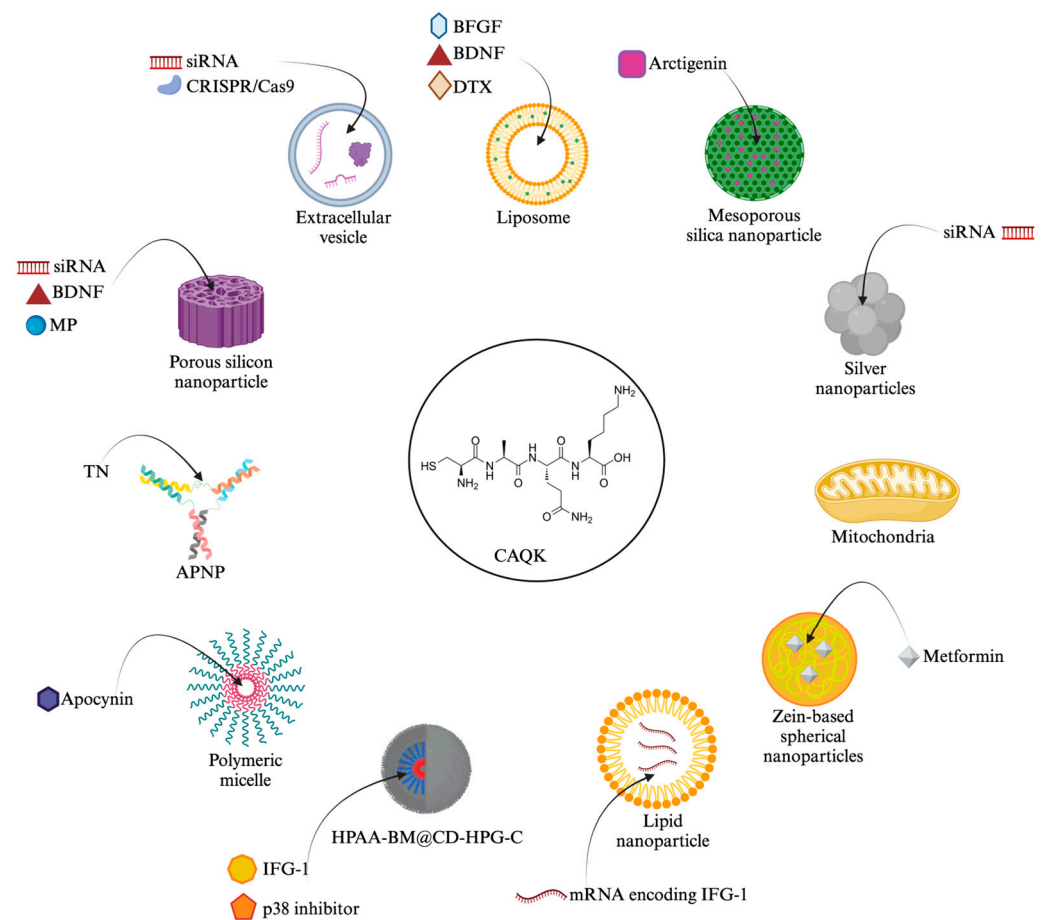 siRNA
CRISPR/Cas9
Extracellular
vesicle
BFGF
BDNF
DTX
Liposome
Arctigenin
Mesoporous
silica nanoparticle
siRNA
Silver
nanoparticles
siRNA
BDNF
MP
Porous silicon
nanoparticle
NH2
HS
O
NH2
H
N
O
H
N
O
O
NH2
O
N
H
OH
O
CAQK
Mitochondria
TN
APNP
Metformin
Zein-based
spherical
nanoparticles
Apocynin
Polymeric
micelle
HPAA-BM@CD-HPG-C
IFG-1
p38 inhibitor
Lipid
nanoparticle
mRNA encoding IFG-1